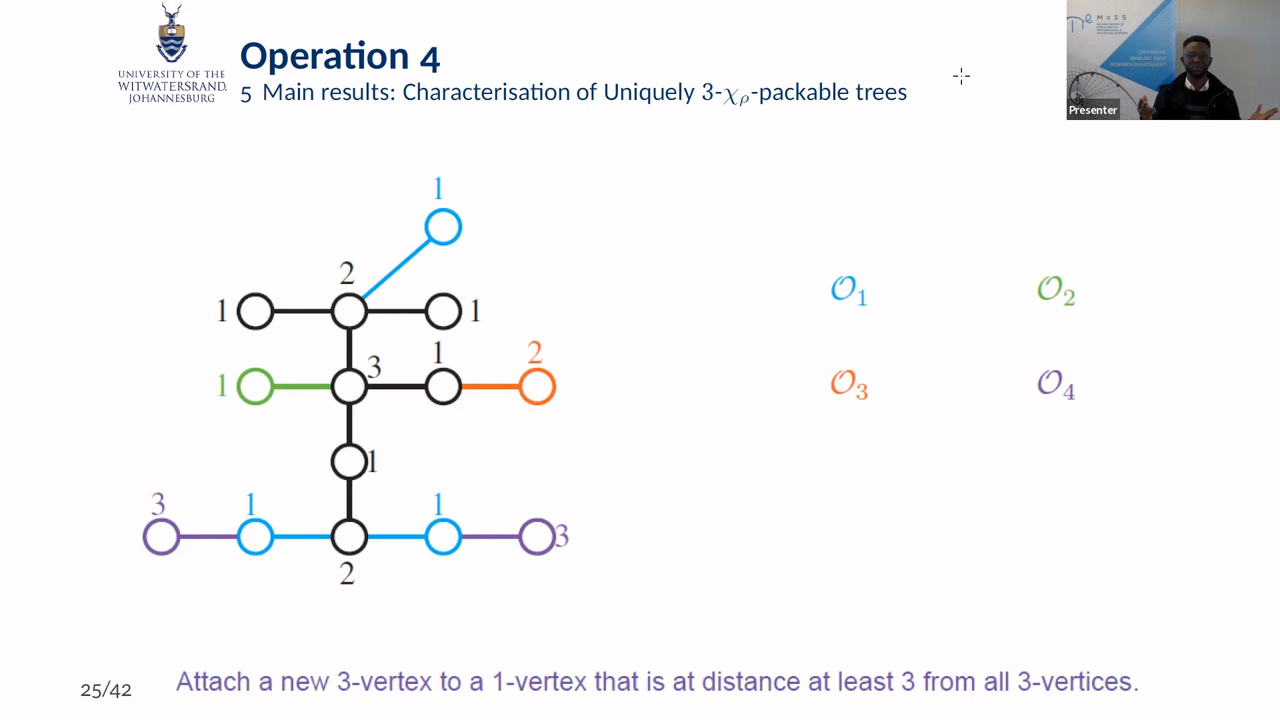 UNIVERSITY OF THE
WITWATERSRAND,
JOHANNESBURG
Operation 4
5 Main results: Characterisation of Uniquely 3-χρ-packable trees
MaSS
Presenter
1
2
1
1
3
1
2
1
1
3
1
1
3
2
𝒪1
𝒪2
𝒪3
𝒪4
25/42
Attach a new 3-vertex to a 1-vertex that is at distance at least 3 from all 3-vertices.